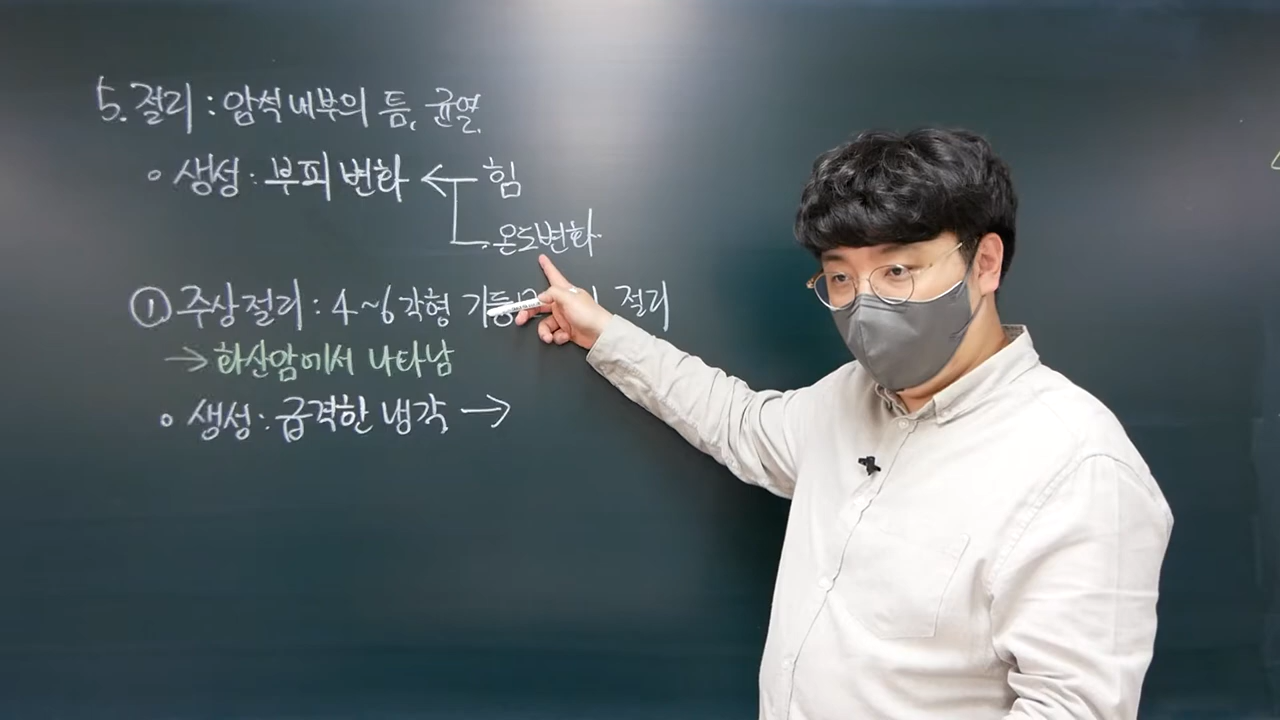 5. 절리 : 암석 내부의 틈, 균열.
◦ 생성 : 부피 변화 ← 힘
온도변화
① 주상절리 : 4~6각형 절리
→ 화산암에서 나타남
◦ 생성 : 급격한 냉각 →